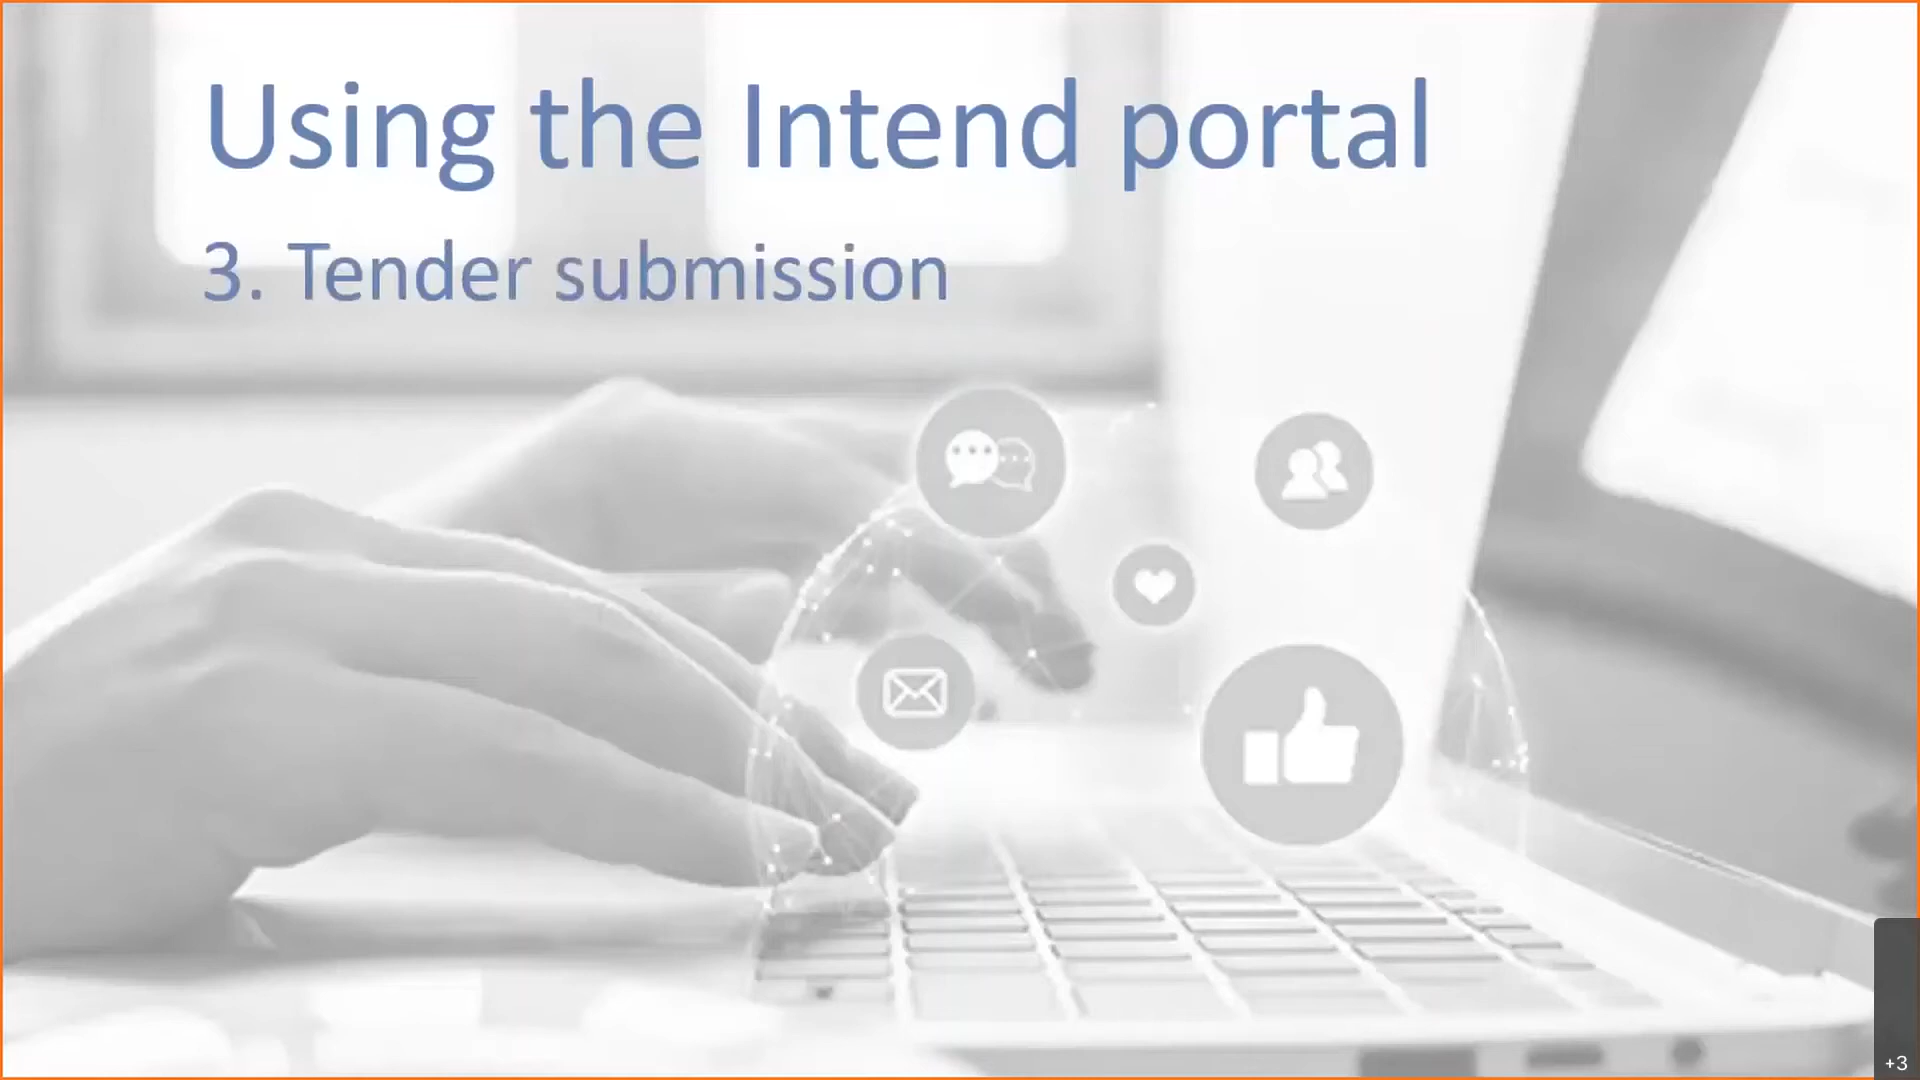 Using the Intend portal
3. Tender submission
+3